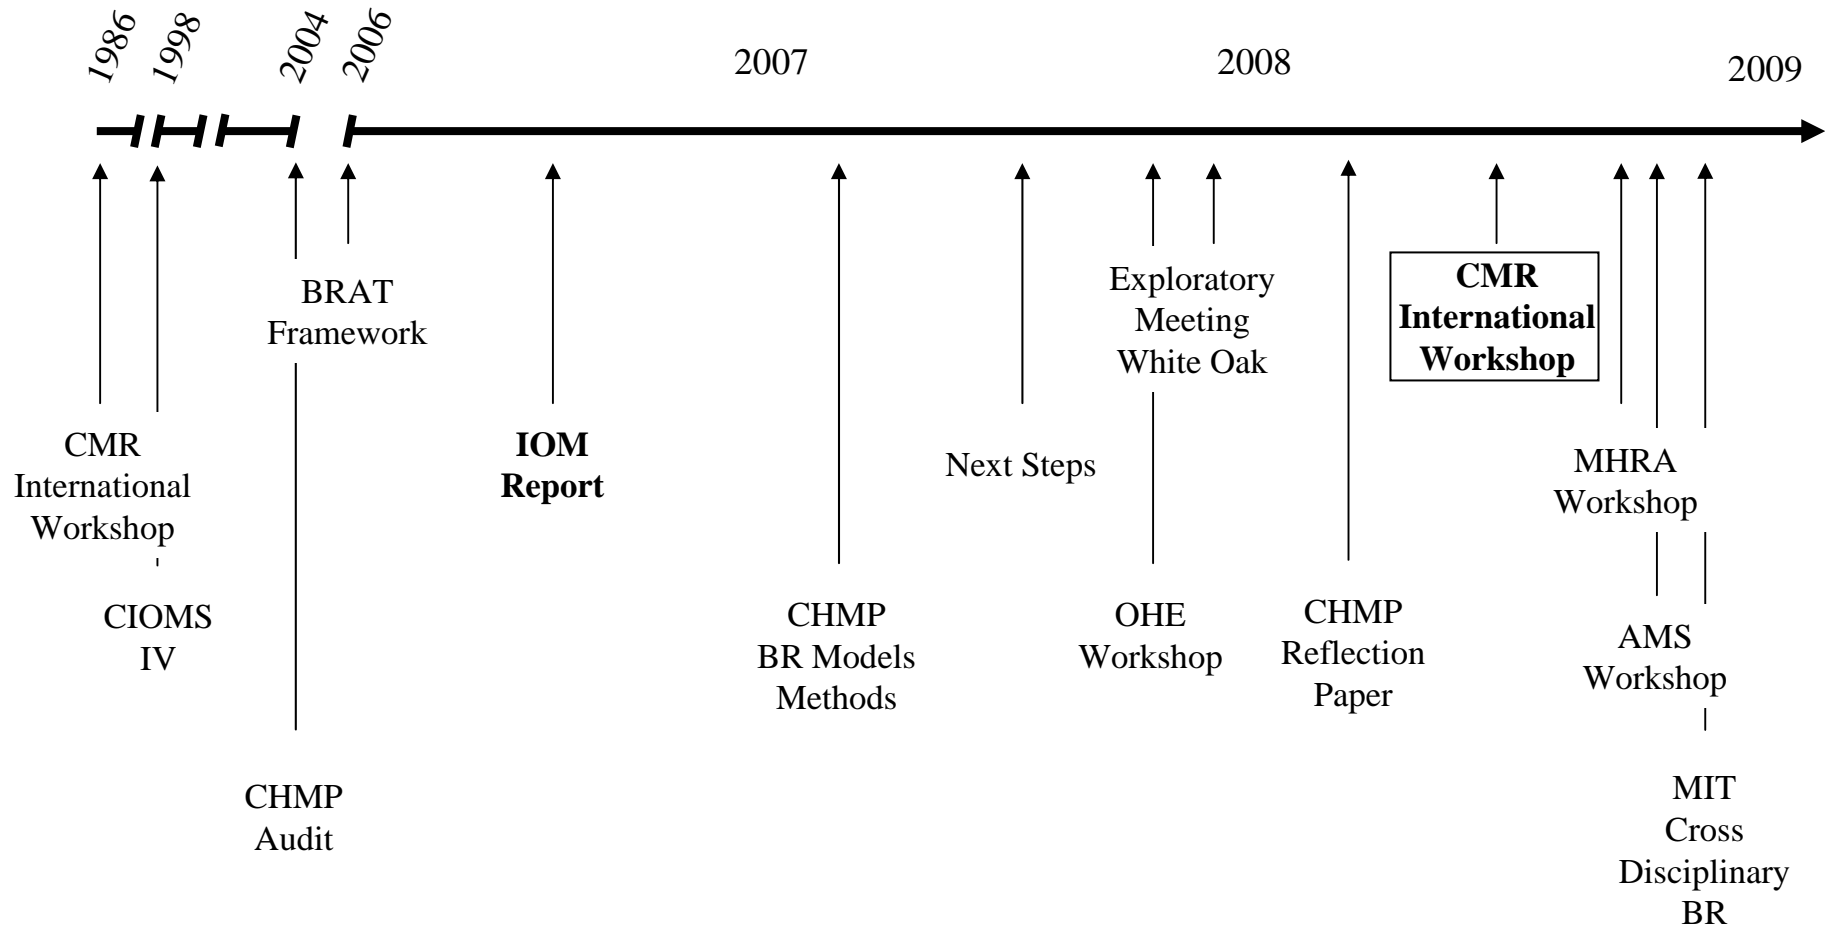 1986
1998
2004
2006
2007
2008
2009
CMR
International
Workshop
CIOMS
IV
CHMP
Audit
BRAT
Framework
IOM
Report
CHMP
BR Models
Methods
Next Steps
OHE
Workshop
Exploratory
Meeting
White Oak
CHMP
Reflection
Paper
CMR
International
Workshop
MHRA
Workshop
AMS
Workshop
MIT
Cross
Disciplinary
BR